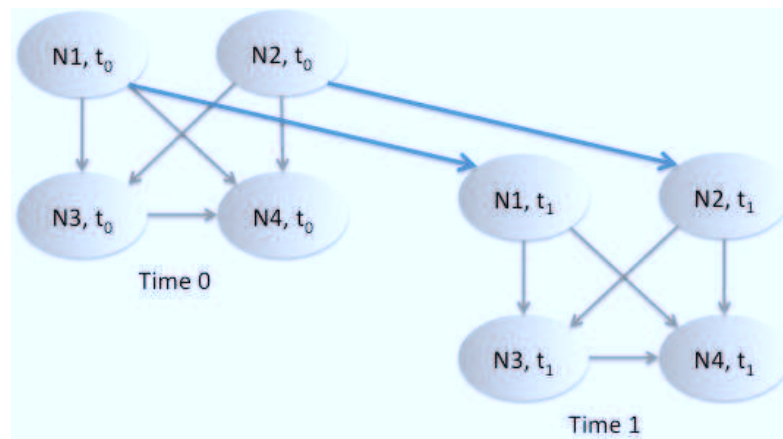 N1, t₀
N2, t₀
N3, t₀
N4, t₀
Time 0
N1, t₁
N2, t₁
N3, t₁
N4, t₁
Time 1